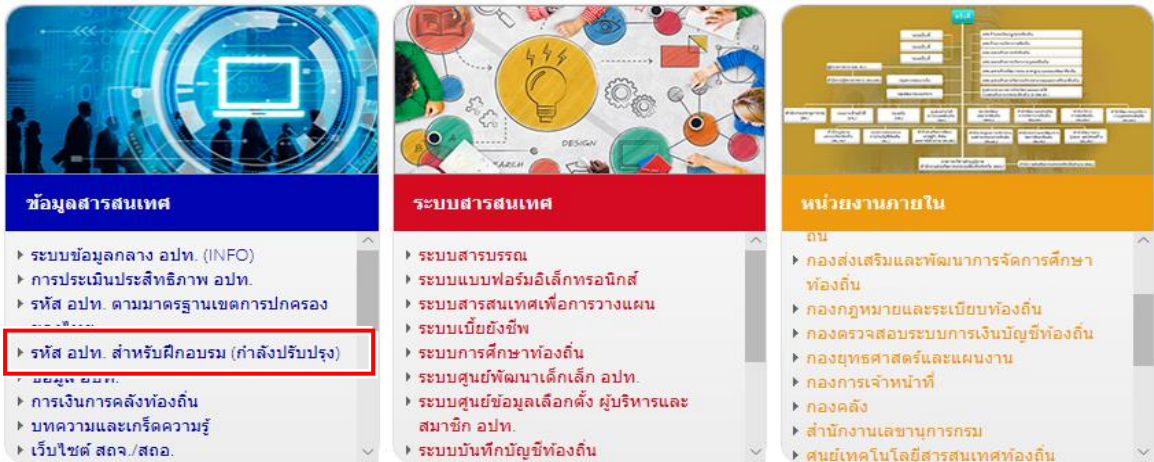 ข้อมูลสารสนเทศ
ระบบข้อมูลกลาง อปท. (INFO)
การประเมินประสิทธิภาพ อปท.
รหัส อปท. ตามมาตรฐานเขตการปกครอง
รหัส อปท. สำหรับฝึกอบรม (กำลังปรับปรุง)
การเงินการคลังท้องถิ่น
บทความและเกร็ดความรู้
เว็บไซต์ สถจ./สถอ.
DESIGN
ระบบสารสนเทศ
ระบบสารบรรณ
ระบบแบบฟอร์มอิเล็กทรอนิกส์
ระบบสารสนเทศเพื่อการวางแผน
ระบบเบี้ยยังชีพ
ระบบการศึกษาท้องถิ่น
ระบบศูนย์พัฒนาเด็กเล็ก อปท.
ระบบศูนย์ข้อมูลเลือกตั้ง ผู้บริหารและ
สมาชิก อปท.
ระบบบันทึกบัญชีท้องถิ่น
หน่วยงานภายใน
ถิ่น
กองส่งเสริมและพัฒนาการจัดการศึกษา
ท้องถิ่น
กองกฎหมายและระเบียบท้องถิ่น
กองตรวจสอบระบบการเงินบัญชีท้องถิ่น
กองยุทธศาสตร์และแผนงาน
กองการเจ้าหน้าที่
กองคลัง
สำนักงานเลขานุการกรม
ศูนย์เทคโนโลยีสารสนเทศท้องถิ่น